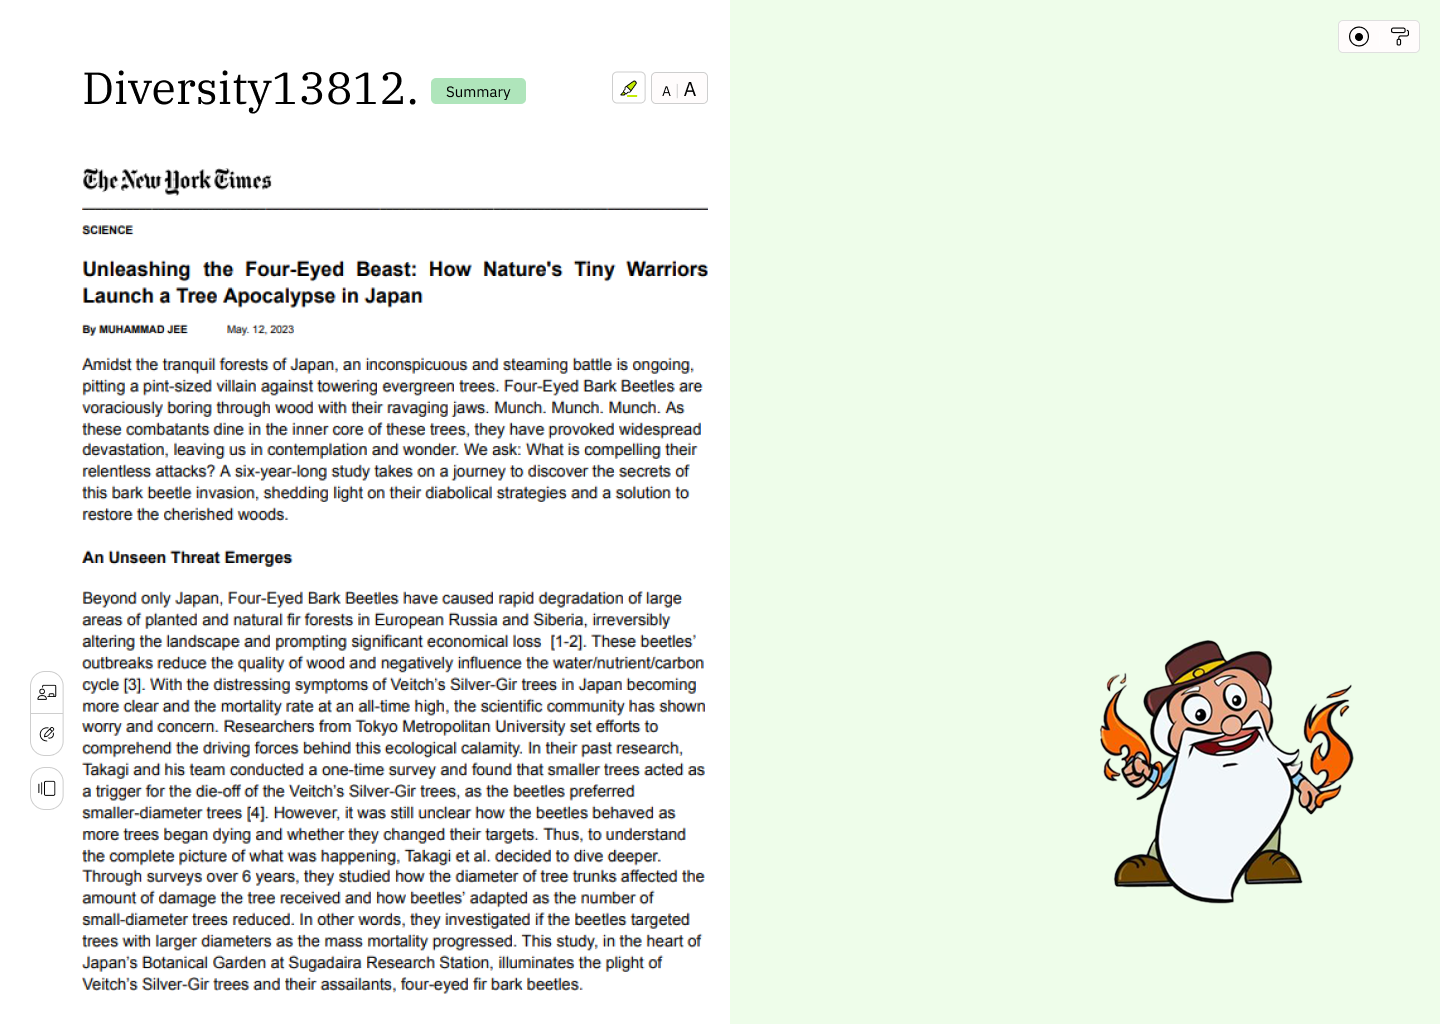 Diversity13812.
Summary
A | A
The New York Times
SCIENCE
Unleashing the Four-Eyed Beast: How Nature's Tiny Warriors
Launch a Tree Apocalypse in Japan
By MUHAMMAD JEE May. 12, 2023
Amidst the tranquil forests of Japan, an inconspicuous and steaming battle is ongoing,
pitting a pint-sized villain against towering evergreen trees. Four-Eyed Bark Beetles are
voraciously boring through wood with their ravaging jaws. Munch. Munch. Munch. As
these combatants dine in the inner core of these trees, they have provoked widespread
devastation, leaving us in contemplation and wonder. We ask: What is compelling their
relentless attacks? A six-year-long study takes on a journey to discover the secrets of
this bark beetle invasion, shedding light on their diabolical strategies and a solution to
restore the cherished woods.
An Unseen Threat Emerges
Beyond only Japan, Four-Eyed Bark Beetles have caused rapid degradation of large
areas of planted and natural fir forests in European Russia and Siberia, irreversibly
altering the landscape and prompting significant economical loss [1-2]. These beetles’
outbreaks reduce the quality of wood and negatively influence the water/nutrient/carbon
cycle [3]. With the distressing symptoms of Veitch’s Silver-Gir trees in Japan becoming
more clear and the mortality rate at an all-time high, the scientific community has shown
worry and concern. Researchers from Tokyo Metropolitan University set efforts to
comprehend the driving forces behind this ecological calamity. In their past research,
Takagi and his team conducted a one-time survey and found that smaller trees acted as
a trigger for the die-off of the Veitch’s Silver-Gir trees, as the beetles preferred
smaller-diameter trees [4]. However, it was still unclear how the beetles behaved as
more trees began dying and whether they changed their targets. Thus, to understand
the complete picture of what was happening, Takagi et al. decided to dive deeper.
Through surveys over 6 years, they studied how the diameter of tree trunks affected the
amount of damage the tree received and how beetles’ adapted as the number of
small-diameter trees reduced. In other words, they investigated if the beetles targeted
trees with larger diameters as the mass mortality progressed. This study, in the heart of
Japan’s Botanical Garden at Sugadaira Research Station, illuminates the plight of
Veitch’s Silver-Gir trees and their assailants, four-eyed fir bark beetles.